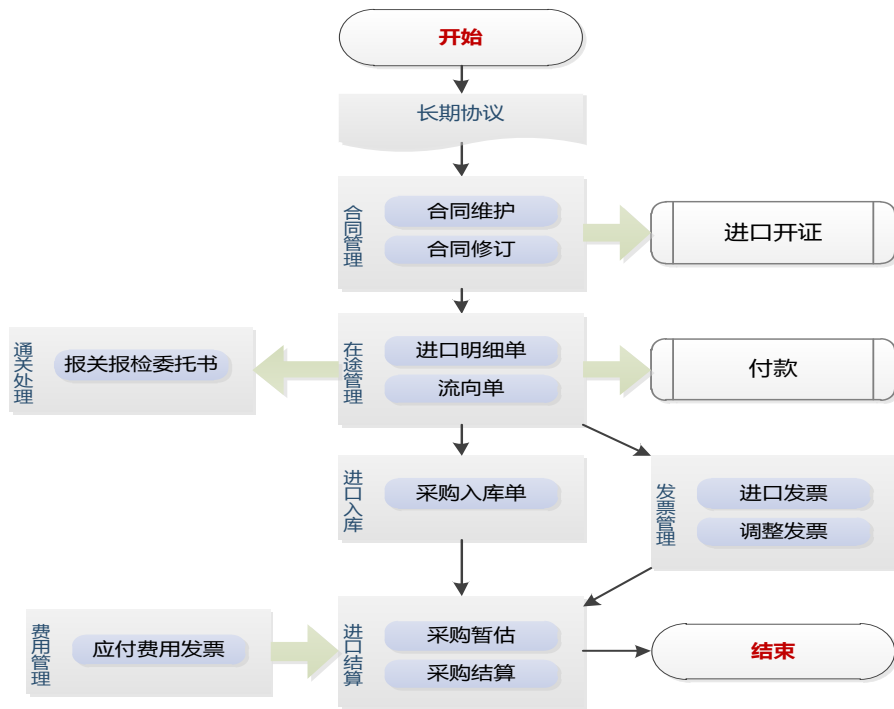 开始
长期协议
合同管理
合同维护
合同修订
进口开证
通关处理
报关报检委托书
在途管理
进口明细单
流向单
付款
进口入库
采购入库单
发票管理
进口发票
调整发票
费用管理
应付费用发票
进口结算
采购暂估
采购结算
结束